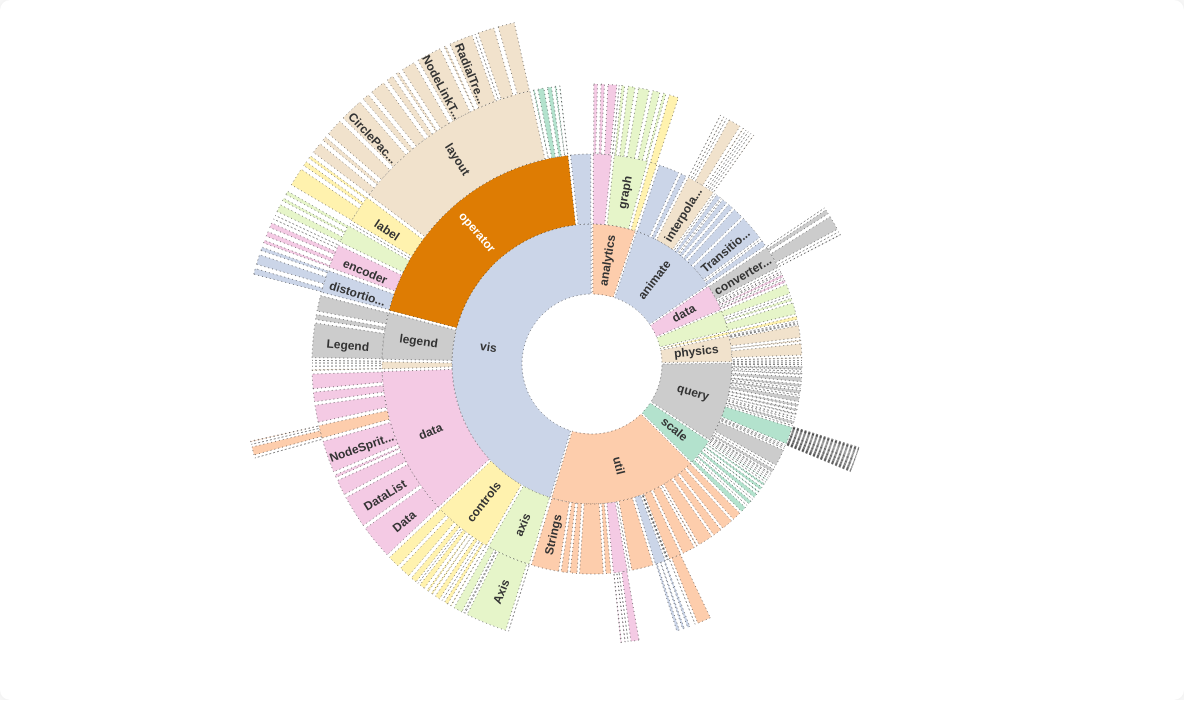 RadialTre...
NodeLinkT...
CirclePac...
layout
operator
label
encoder
distortio...
graph
Interpola...
Transitio...
converter...
analytics
animate
data
physics
query
scale
util
vis
legend
Legend
data
NodeSprit...
DataList
Data
controls
axis
Axis
Strings